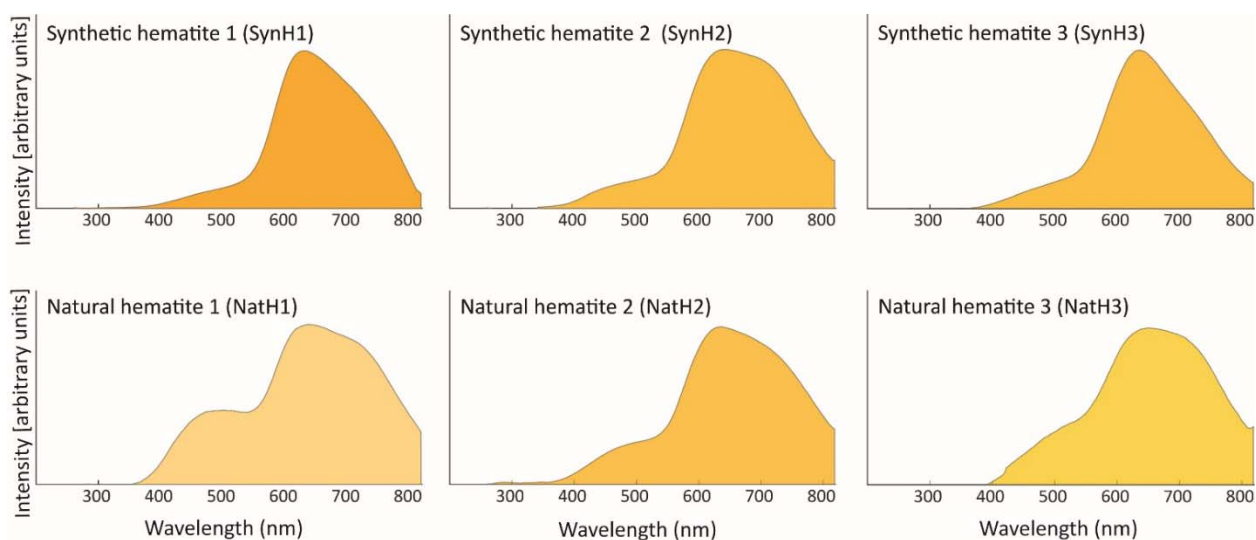 Synthetic hematite 1 (SynH1)
Synthetic hematite 2 (SynH2)
Synthetic hematite 3 (SynH3)
Intensity [arbitrary units]
300 400 500 600 700 800
300 400 500 600 700 800
300 400 500 600 700 800
Natural hematite 1 (NatH1)
Natural hematite 2 (NatH2)
Natural hematite 3 (NatH3)
Intensity [arbitrary units]
300 400 500 600 700 800
300 400 500 600 700 800
300 400 500 600 700 800
Wavelength (nm)
Wavelength (nm)
Wavelength (nm)